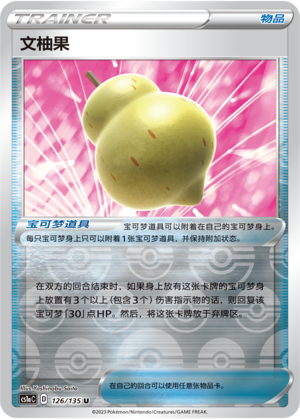 TRAINER 物品
文柚果
宝可梦道具 宝可梦道具可以附着在自己的宝可梦身上。
每只宝可梦身上只可以附着1张宝可梦道具,并保持附加状态。
在双方的回合结束时,如果身上放有这张卡牌的宝可梦身
上放置有3个以上(包含3个)伤害指示物的话,则回复该
宝可梦「30」点HP。然后,将这张卡牌放于弃牌区。
Illus. Yoshinobu Saito
cs1aC D 126/135 U
在自己的回合可以使用任意张物品卡。
©2023 Pokémon/Nintendo/Creatures/GAME FREAK.